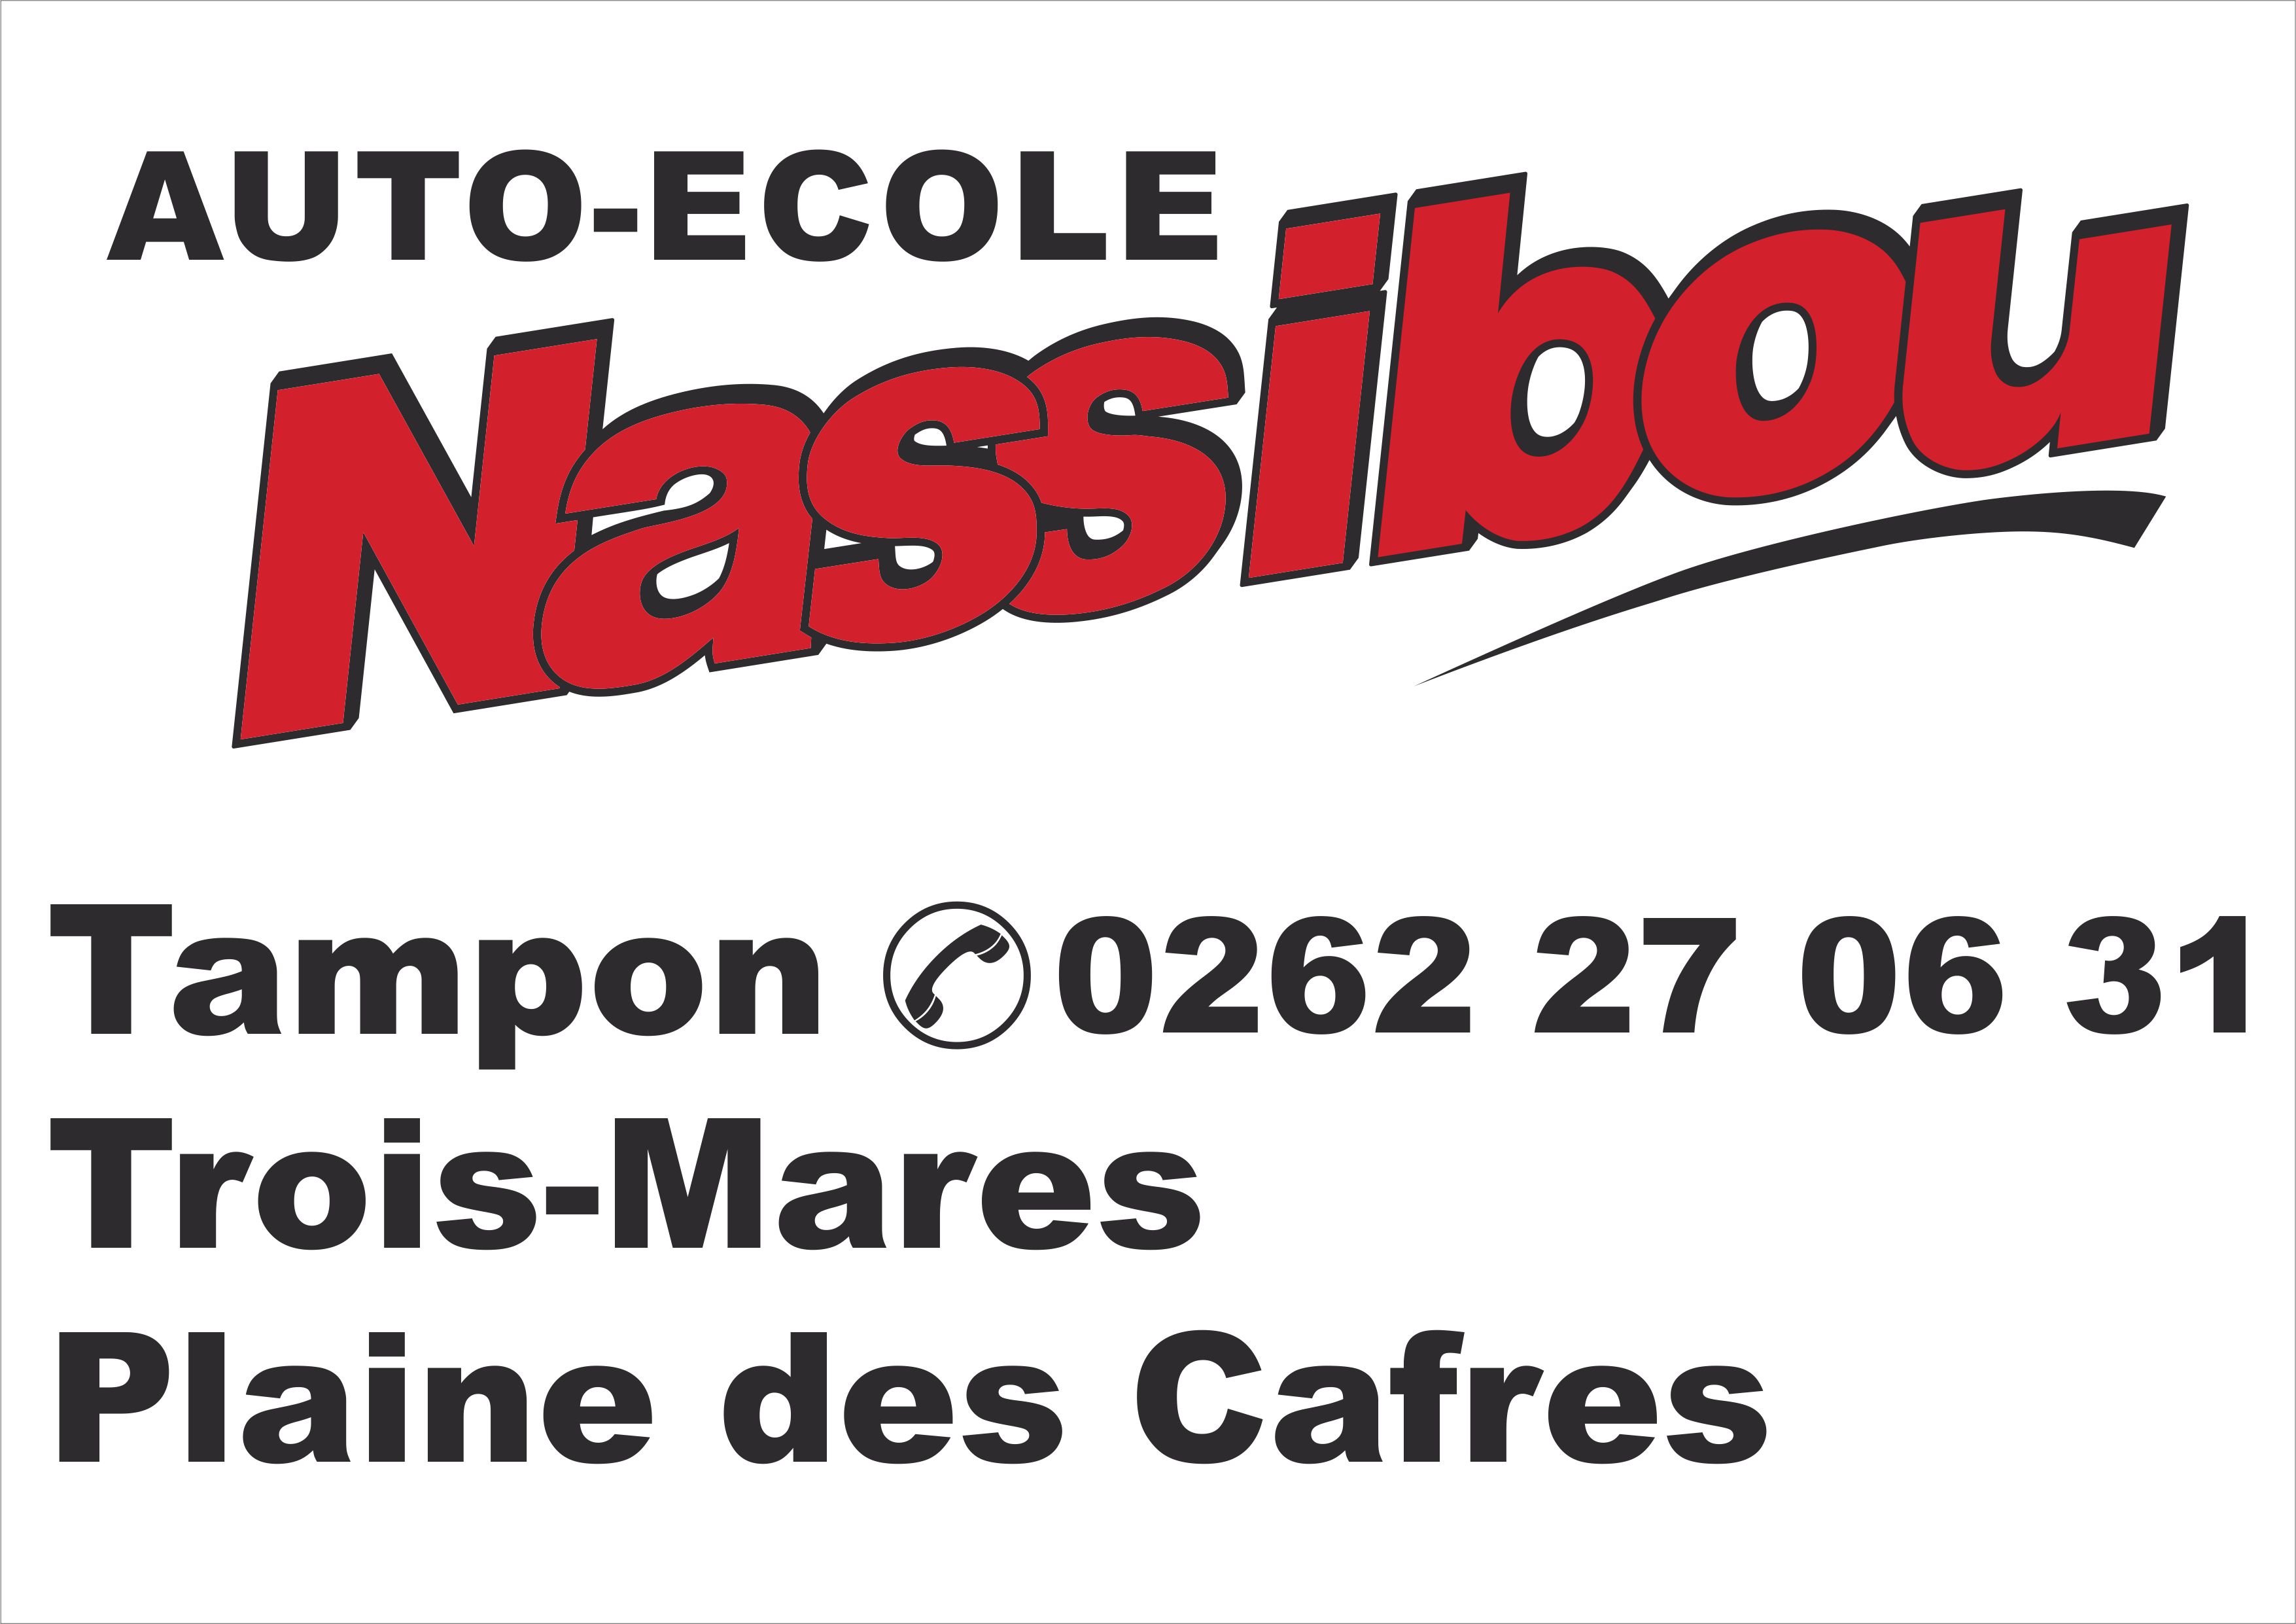 AUTO-ECOLE
Nassibou
Tampon 0262 27 06 31
Trois-Mares
Plaine des Cafres